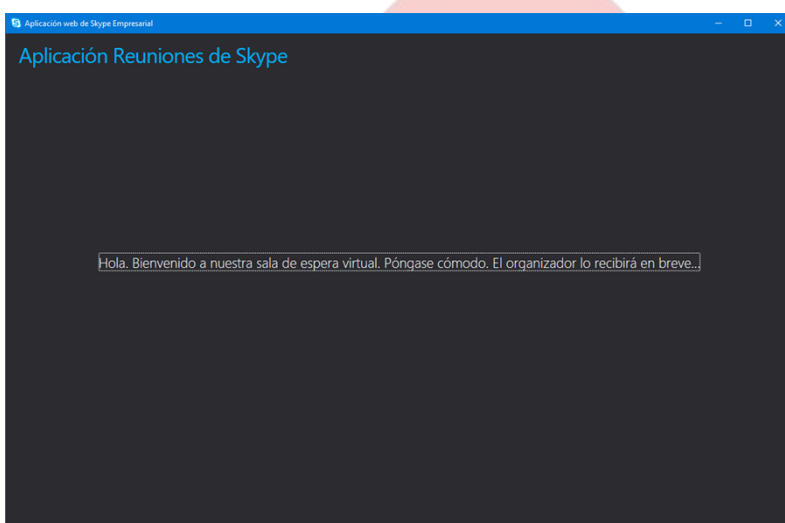 Aplicación web de Skype Empresarial
Aplicación Reuniones de Skype
Hola. Bienvenido a nuestra sala de espera virtual. Póngase cómodo. El organizador lo recibirá en breve...